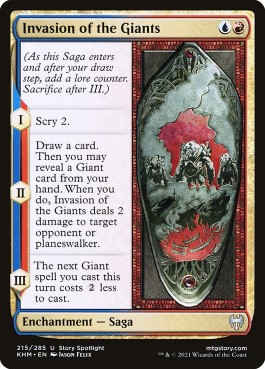 Invasion of the Giants
(As this Saga enters
and after your draw
step, add a lore counter.
Sacrifice after III.)
I
Scry 2.
II
Draw a card.
Then you may
reveal a Giant
card from your
hand. When you
do, Invasion of
the Giants deals 2
damage to target
opponent or
planeswalker.
III
The next Giant
spell you cast this
turn costs 2 less
to cast.
Enchantment — Saga
215/285 U Story Spotlight
KHM • EN Jason Felix
mtgstory.com
™ & © 2021 Wizards of the Coast